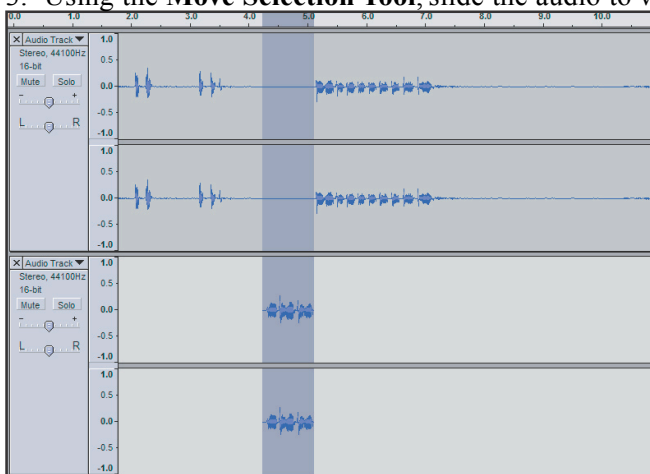 3. Using the Move Selection Tool, slide the audio to w
0.0 1.0 2.0 3.0 4.0 5.0 6.0 7.0 8.0 9.0 10.0
X Audio Track ▼
Stereo, 44100Hz
16-bit
Mute Solo
- +
L R
1.0
0.5-
0.0-
-0.5-
-1.0
1.0
0.5-
0.0-
-0.5-
-1.0
X Audio Track ▼
Stereo, 44100Hz
16-bit
Mute Solo
- +
L R
1.0
0.5-
0.0-
-0.5-
-1.0
1.0
0.5-
0.0-
-0.5-
-1.0